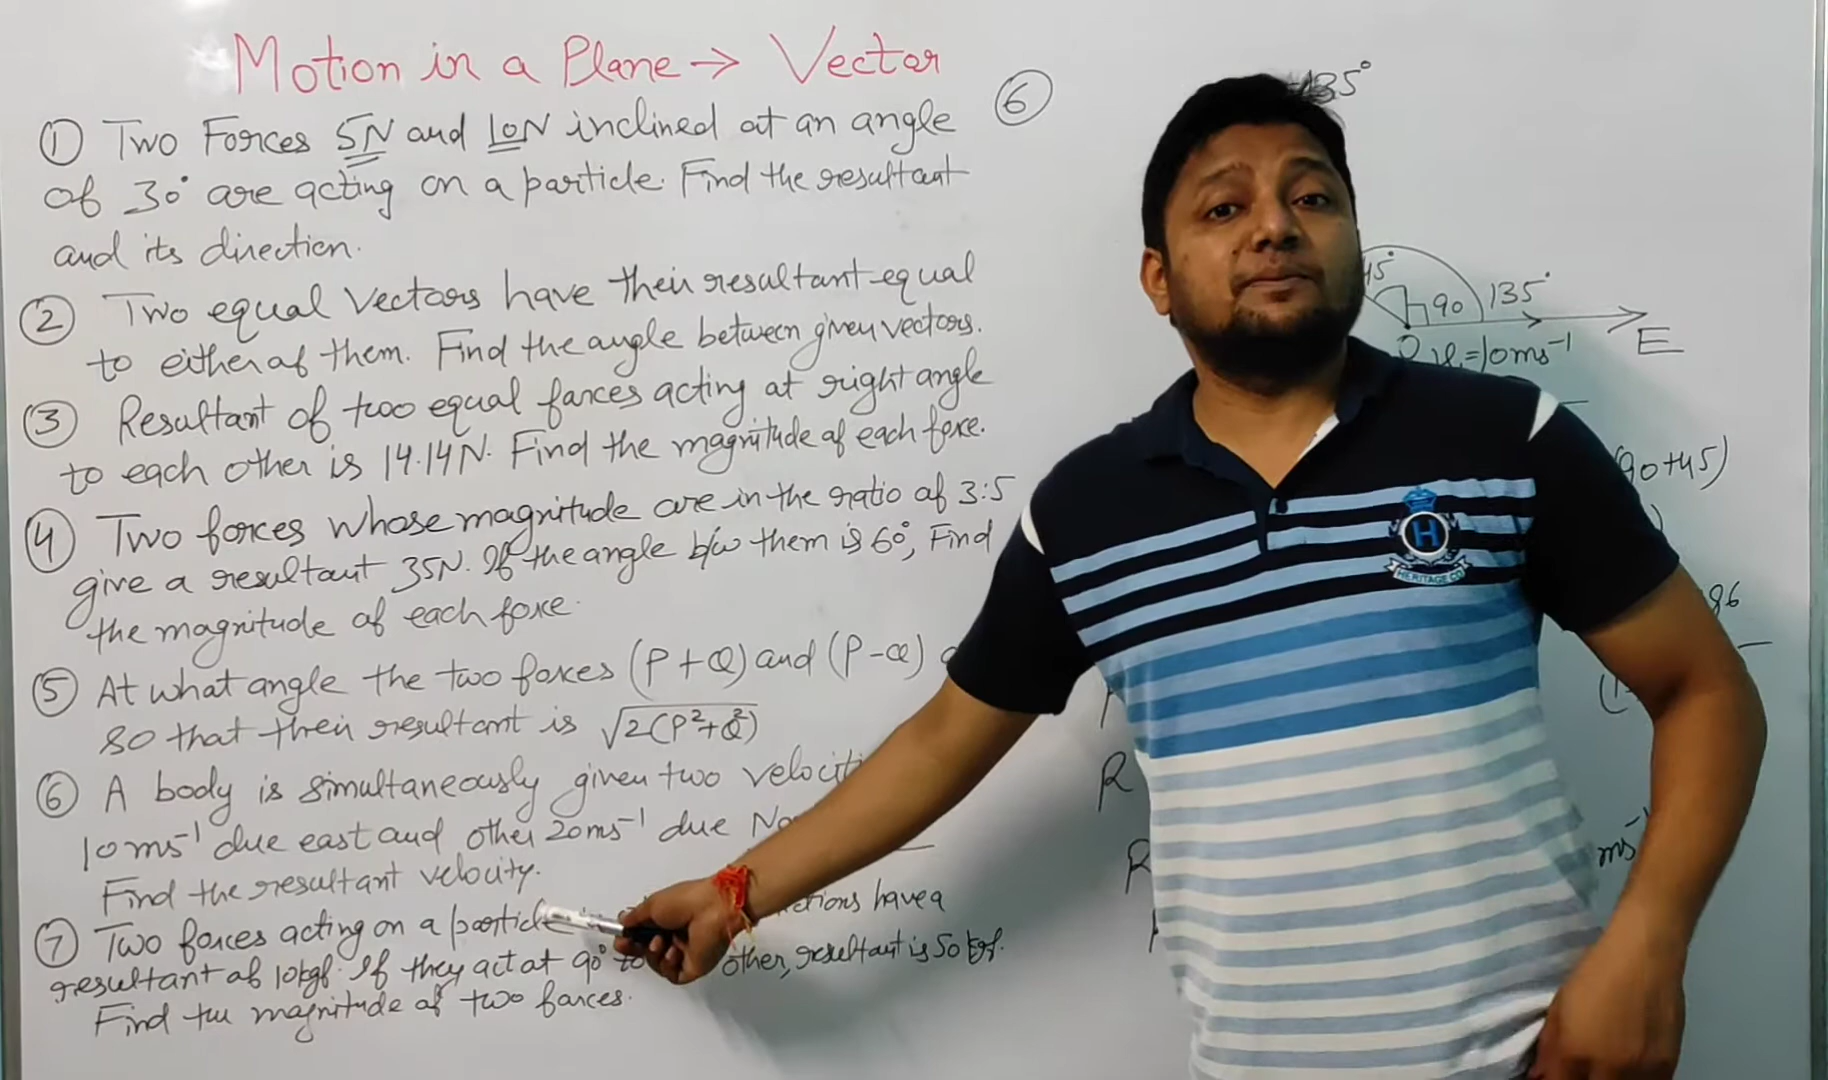 Motion in a Plane → Vector
① Two Forces 5N and 10N inclined at an angle
of 30° are acting on a particle. Find the resultant
and its direction.
② Two equal Vectors have their resultant equal
to either of them. Find the angle between given vectors.
③ Resultant of two equal forces acting at right angle
to each other is 14.14N. Find the magnitude of each force.
④ Two forces whose magnitude are in the ratio of 3:5
give a resultant 35N. If the angle b/w them is 60°, Find
the magnitude of each force.
⑤ At what angle the two forces (P+Q) and (P-Q)
so that their resultant is √2(P²+Q²)
⑥ A body is simultaneously given two
10ms⁻¹ due east and other 20ms⁻¹ due
Find the resultant velocity.
⑦ Two forces acting on a particle have a
resultant of 10kgf. If they act at 90° to other, resultant is 50 kgf.
Find the magnitude of two forces.
⑥
135°
45°
90
135°
E
=10ms⁻¹
90+45)
86
R
R
ms⁻¹
H
HERITAGE CO